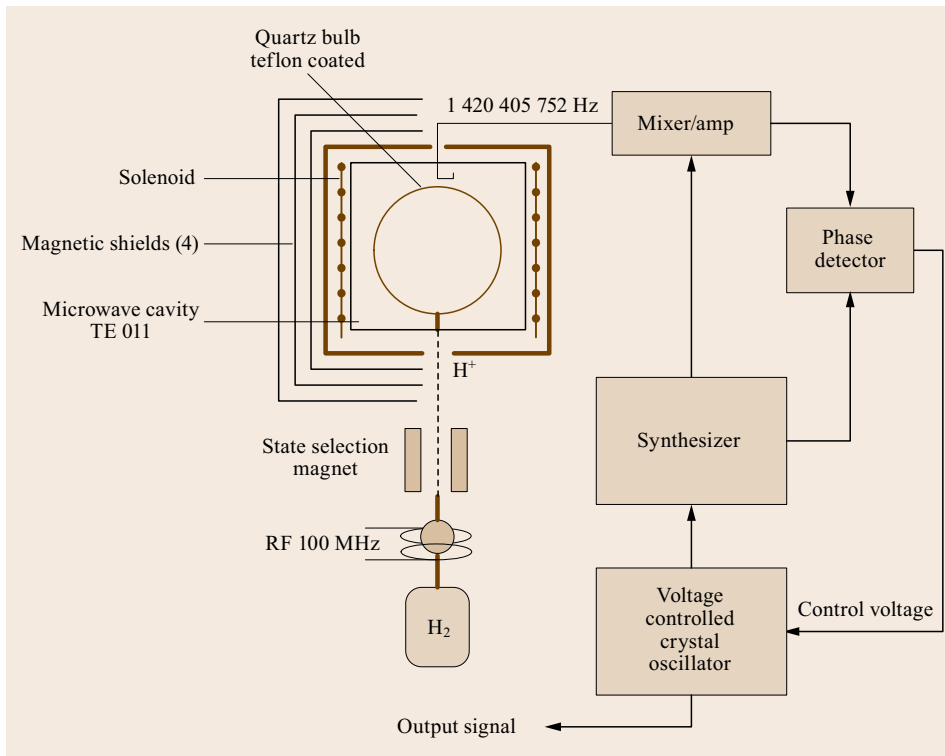 Quartz bulb
teflon coated
1 420 405 752 Hz
Mixer/amp
Solenoid
Magnetic shields (4)
Phase
detector
Microwave cavity
TE 011
H⁺
State selection
magnet
Synthesizer
RF 100 MHz
H₂
Voltage
controlled
crystal
oscillator
Control voltage
Output signal